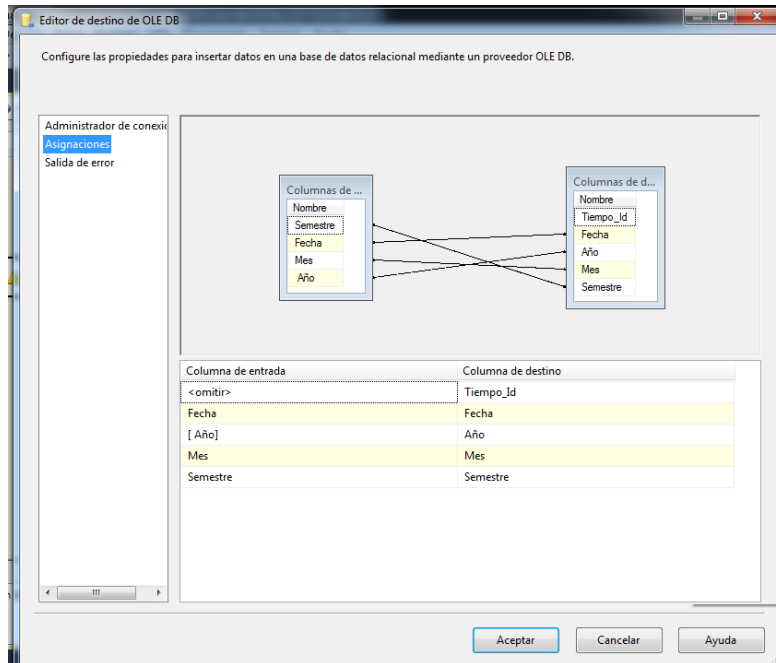 Editor de destino de OLE DB
Configure las propiedades para insertar datos en una base de datos relacional mediante un proveedor OLE DB.
Administrador de conexi
Asignaciones
Salida de error
Columnas de ...
Nombre
Semestre
Fecha
Mes
Año
Columnas de d...
Nombre
Tiempo_Id
Fecha
Año
Mes
Semestre
Columna de entrada Columna de destino
<omitir> Tiempo_Id
Fecha Fecha
[ Año] Año
Mes Mes
Semestre Semestre
Aceptar Cancelar Ayuda